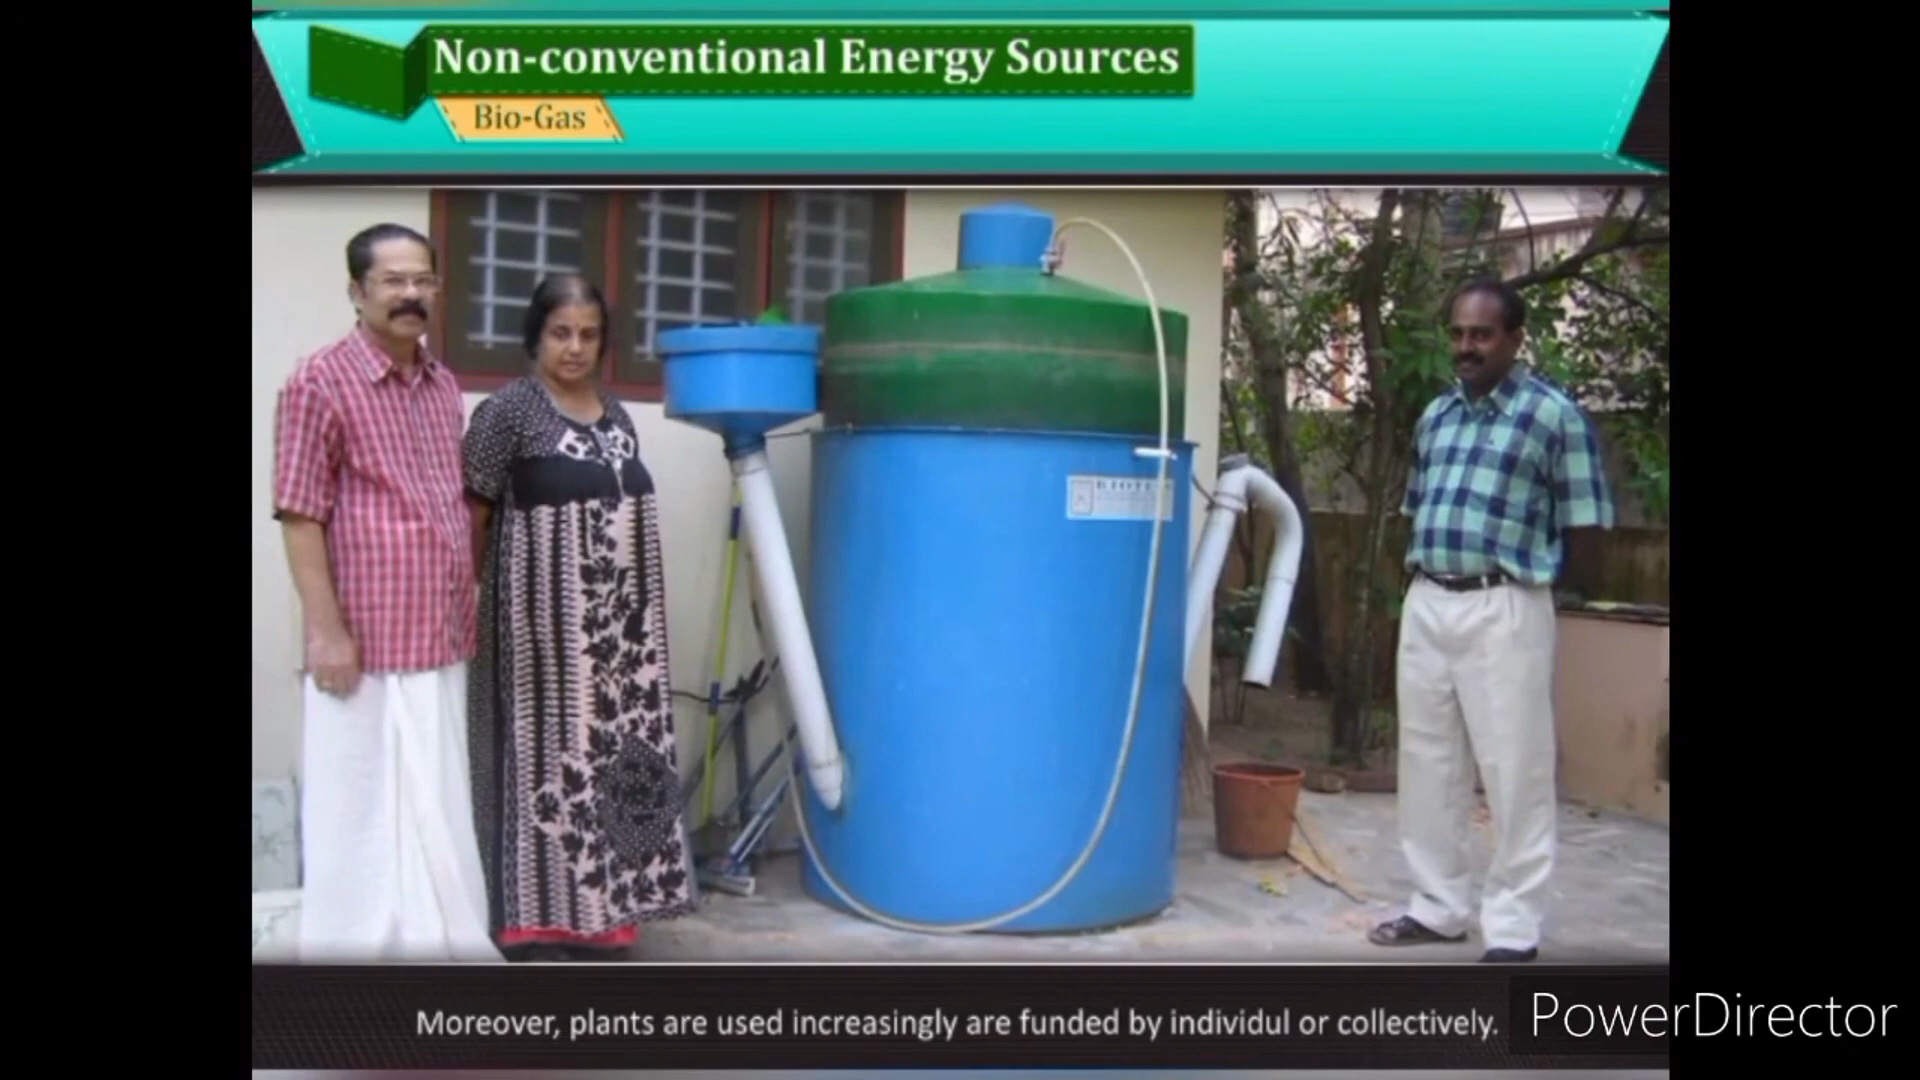 Non-conventional Energy Sources
Bio-Gas
Moreover, plants are used increasingly are funded by individul or collectively.
PowerDirector